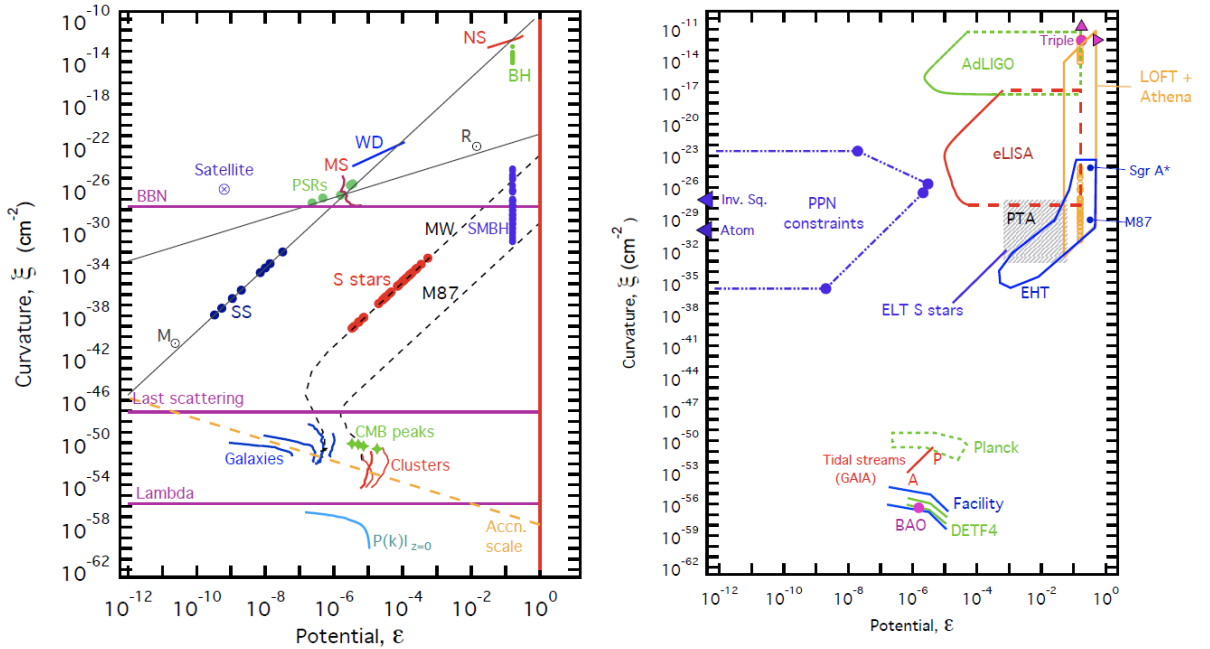 Curvature, ξ (cm⁻²)
10⁻¹⁰
10⁻¹⁴
10⁻¹⁸
10⁻²²
10⁻²⁶
10⁻³⁰
10⁻³⁴
10⁻³⁸
10⁻⁴²
10⁻⁴⁶
10⁻⁵⁰
10⁻⁵⁴
10⁻⁵⁸
10⁻⁶²
NS
BH
R☉
WD
MS
Satellite
PSRs
BBN
MW
SMBH
S stars
M87
SS
M☉
Last scattering
CMB peaks
Galaxies
Clusters
Lambda
Accn.
scale
P(k)|z=0
10⁻¹² 10⁻¹⁰ 10⁻⁸ 10⁻⁶ 10⁻⁴ 10⁻² 10⁰
Potential, ε
Curvature, ξ (cm⁻²)
10⁻¹¹
10⁻¹⁴
10⁻¹⁷
10⁻²⁰
10⁻²³
10⁻²⁶
10⁻²⁹
10⁻³²
10⁻³⁵
10⁻³⁸
10⁻⁴¹
10⁻⁴⁴
10⁻⁴⁷
10⁻⁵⁰
10⁻⁵³
10⁻⁵⁶
10⁻⁵⁹
10⁻⁶²
Triple
AdLIGO
LOFT +
Athena
eLISA
Sgr A*
Inv. Sq.
PPN
constraints
PTA
M87
Atom
EHT
ELT S stars
Planck
Tidal streams
(GAIA)
P
A
Facility
BAO
DETF4
10⁻¹² 10⁻¹⁰ 10⁻⁸ 10⁻⁶ 10⁻⁴ 10⁻² 10⁰
Potential, ε